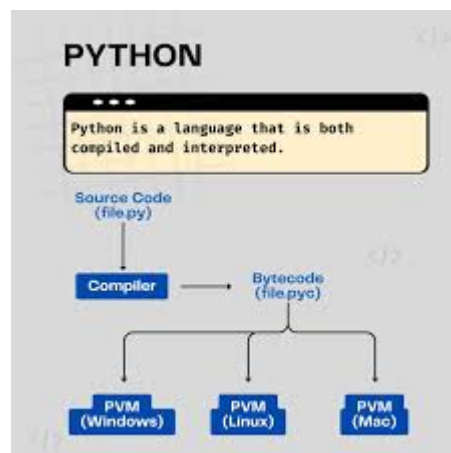 PYTHON
Python is a language that is both
compiled and interpreted.
Source Code
(file.py)
Compiler
Bytecode
(file.pyc)
PVM
(Windows)
PVM
(Linux)
PVM
(Mac)